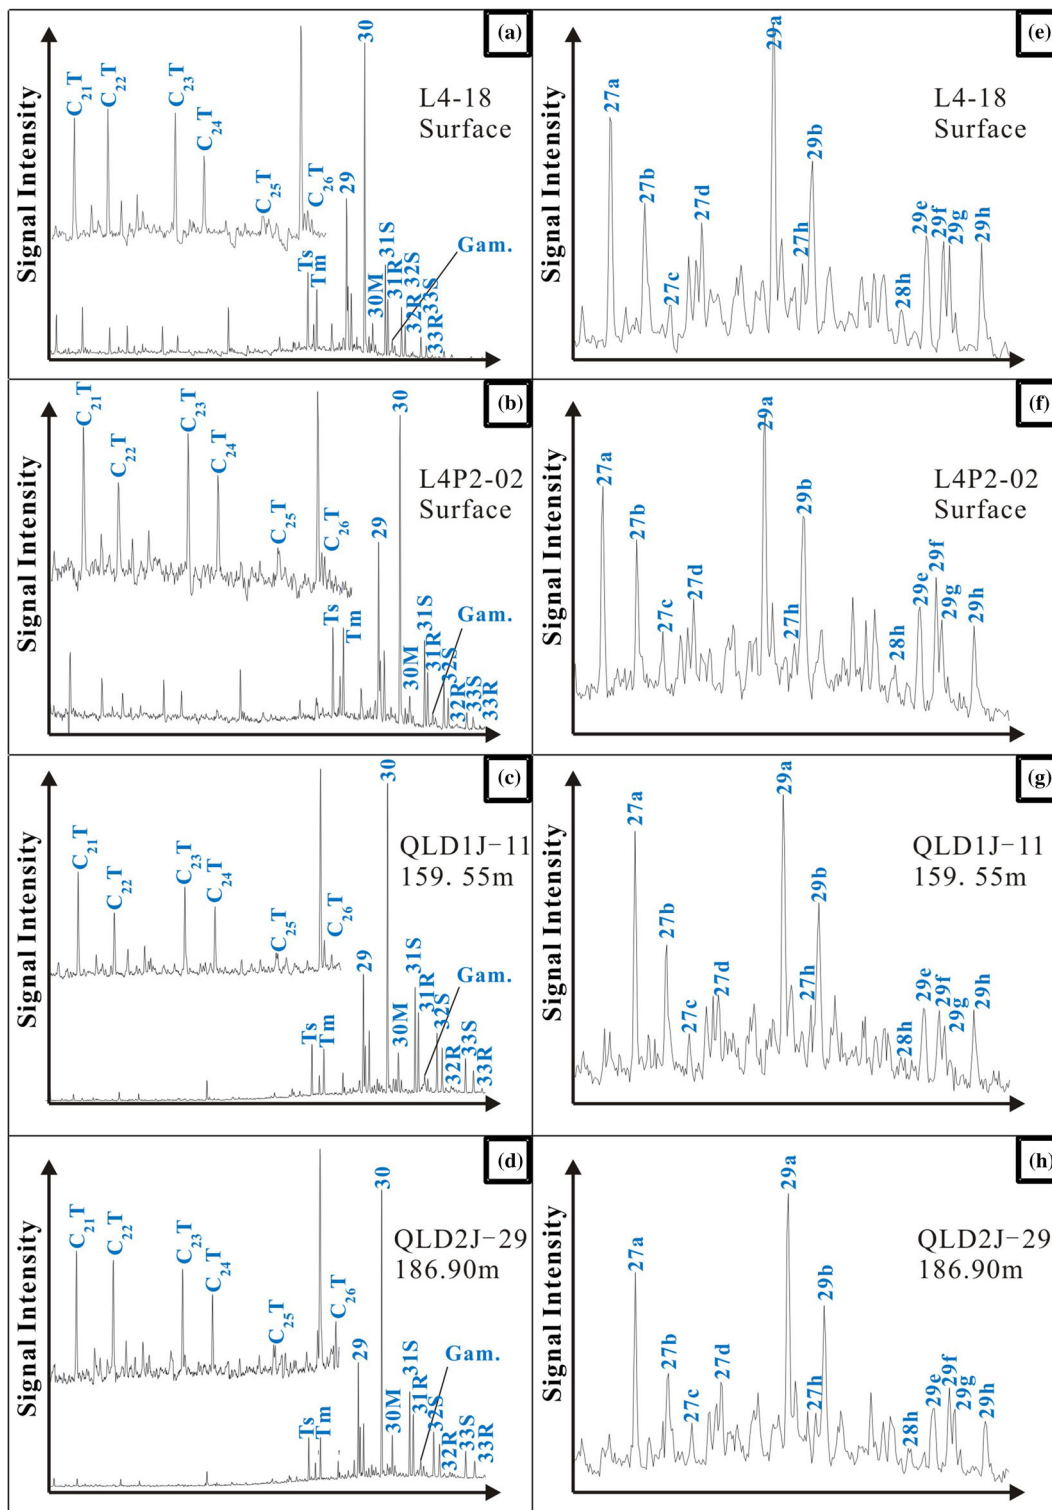 (a)
Signal Intensity
L4-18
Surface
C21T
C22T
C23T
C24T
C25T
C26T
Ts
Tm
29
30
30M
31S
31R
32S
32R
33S
33R
Gam.
(e)
Signal Intensity
L4-18
Surface
27a
27b
27c
27d
29a
27h
29b
28h
29e
29f
29g
29h
(b)
Signal Intensity
L4P2-02
Surface
C21T
C22T
C23T
C24T
C25T
C26T
Ts
Tm
29
30
30M
31S
31R
32S
32R
33S
33R
Gam.
(f)
Signal Intensity
L4P2-02
Surface
27a
27b
27c
27d
29a
27h
29b
28h
29e
29f
29g
29h
(c)
Signal Intensity
QLD1J-11
159. 55m
C21T
C22T
C23T
C24T
C25T
C26T
Ts
Tm
29
30
30M
31S
31R
32S
32R
33S
33R
Gam.
(g)
Signal Intensity
QLD1J-11
159. 55m
27a
27b
27c
27d
29a
27h
29b
28h
29e
29f
29g
29h
(d)
Signal Intensity
QLD2J-29
186.90m
C21T
C22T
C23T
C24T
C25T
C26T
Ts
Tm
29
30
30M
31S
31R
32S
32R
33S
33R
Gam.
(h)
Signal Intensity
QLD2J-29
186.90m
27a
27b
27c
27d
29a
27h
29b
28h
29e
29f
29g
29h